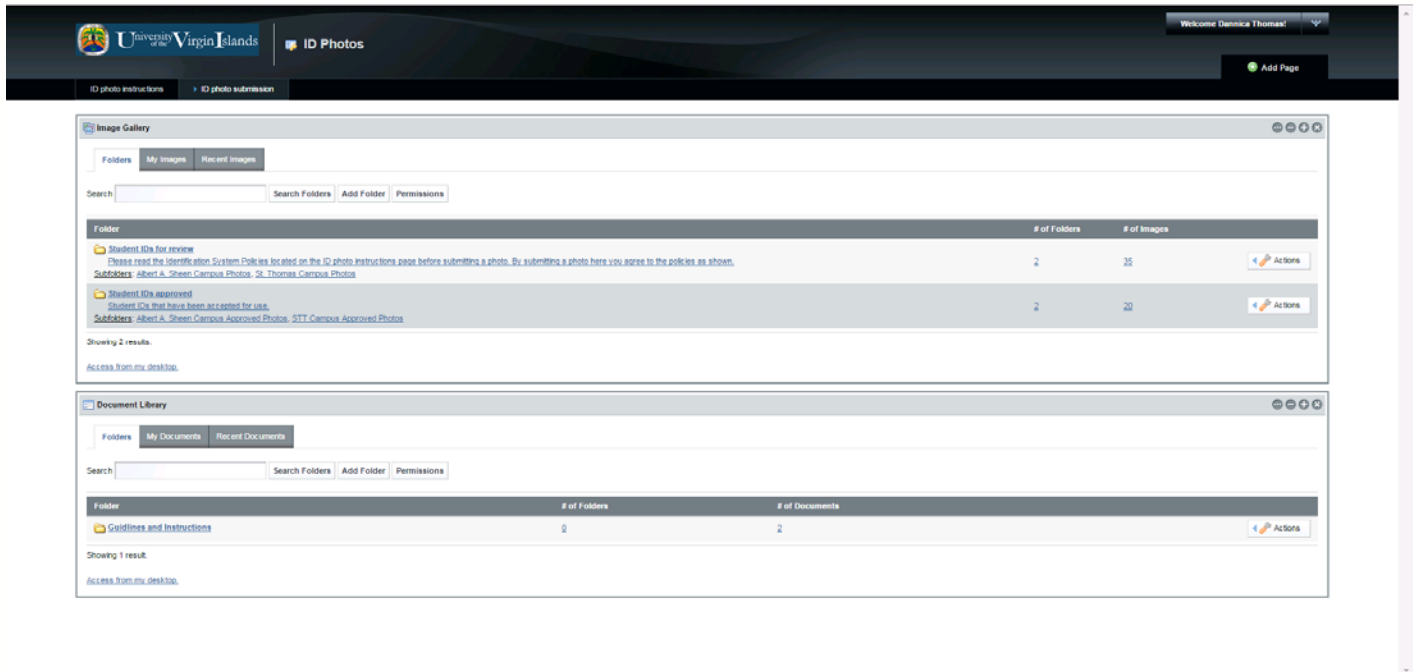 Welcome Dannica Thomas!
University of the Virgin Islands
ID Photos
Add Page
ID photo instructions
ID photo submission
Image Gallery
Folders My Images Recent Images
Search Search Folders Add Folder Permissions
Folder # of Folders # of Images
Student IDs for review
Please read the Identification System Policies located on the ID photo instructions page before submitting a photo. By submitting a photo here you agree to the policies as shown.
Subfolders: Albert A. Sheen Campus Photos, St. Thomas Campus Photos
2 35 Actions
Student IDs approved
Student IDs that have been accepted for use.
Subfolders: Albert A. Sheen Campus Approved Photos, STT Campus Approved Photos
2 20 Actions
Showing 2 results.
Access from my desktop.
Document Library
Folders My Documents Recent Documents
Search Search Folders Add Folder Permissions
Folder # of Folders # of Documents
Guidlines and Instructions 0 2 Actions
Showing 1 result.
Access from my desktop.